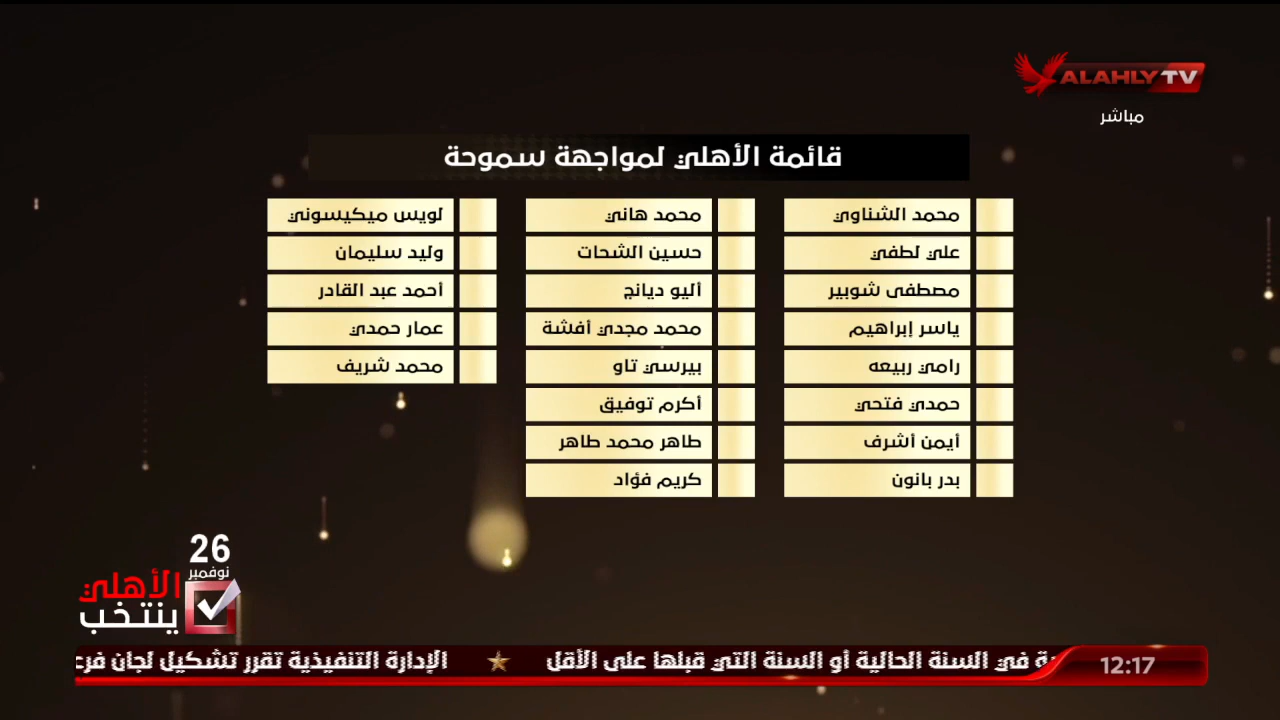 ALAHLY TV
مباشر
قائمة الأهلي لمواجهة سموحة
محمد الشناوي
علي لطفي
مصطفى شوبير
ياسر إبراهيم
رامي ربيعه
حمدي فتحي
أيمن أشرف
بدر بانون
محمد هاني
حسين الشحات
أليو ديانج
محمد مجدي أفشة
بيرسي تاو
أكرم توفيق
طاهر محمد طاهر
كريم فؤاد
لويس ميكيسوني
وليد سليمان
أحمد عبد القادر
عمار حمدي
محمد شريف
26
نوفمبر
الأهلي
ينتخب
12:17
في السنة الحالية أو السنة التي قبلها على الأقل
الإدارة التنفيذية تقرر تشكيل لجان